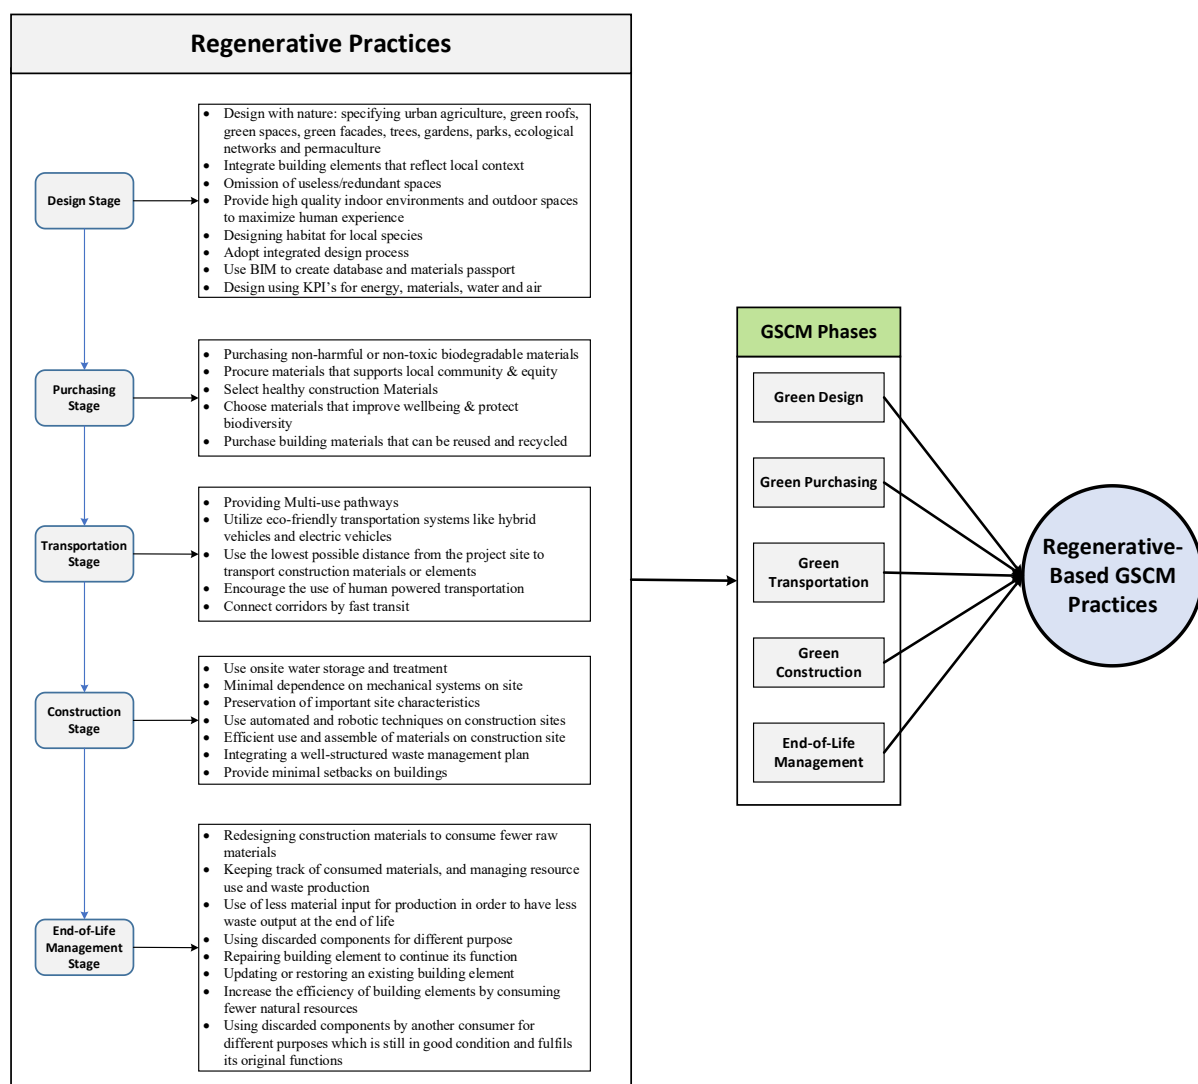 Regenerative Practices
Design Stage
• Design with nature: specifying urban agriculture, green roofs,
green spaces, green facades, trees, gardens, parks, ecological
networks and permaculture
• Integrate building elements that reflect local context
• Omission of useless/redundant spaces
• Provide high quality indoor environments and outdoor spaces
to maximize human experience
• Designing habitat for local species
• Adopt integrated design process
• Use BIM to create database and materials passport
• Design using KPI's for energy, materials, water and air
Purchasing
Stage
• Purchasing non-harmful or non-toxic biodegradable materials
• Procure materials that supports local community & equity
• Select healthy construction Materials
• Choose materials that improve wellbeing & protect
biodiversity
• Purchase building materials that can be reused and recycled
Transportation
Stage
• Providing Multi-use pathways
• Utilize eco-friendly transportation systems like hybrid
vehicles and electric vehicles
• Use the lowest possible distance from the project site to
transport construction materials or elements
• Encourage the use of human powered transportation
• Connect corridors by fast transit
Construction
Stage
• Use onsite water storage and treatment
• Minimal dependence on mechanical systems on site
• Preservation of important site characteristics
• Use automated and robotic techniques on construction sites
• Efficient use and assemble of materials on construction site
• Integrating a well-structured waste management plan
• Provide minimal setbacks on buildings
End-of-Life
Management
Stage
• Redesigning construction materials to consume fewer raw
materials
• Keeping track of consumed materials, and managing resource
use and waste production
• Use of less material input for production in order to have less
waste output at the end of life
• Using discarded components for different purpose
• Repairing building element to continue its function
• Updating or restoring an existing building element
• Increase the efficiency of building elements by consuming
fewer natural resources
• Using discarded components by another consumer for
different purposes which is still in good condition and fulfils
its original functions
GSCM Phases
Green Design
Green Purchasing
Green
Transportation
Green
Construction
End-of-Life
Management
Regenerative-
Based GSCM
Practices